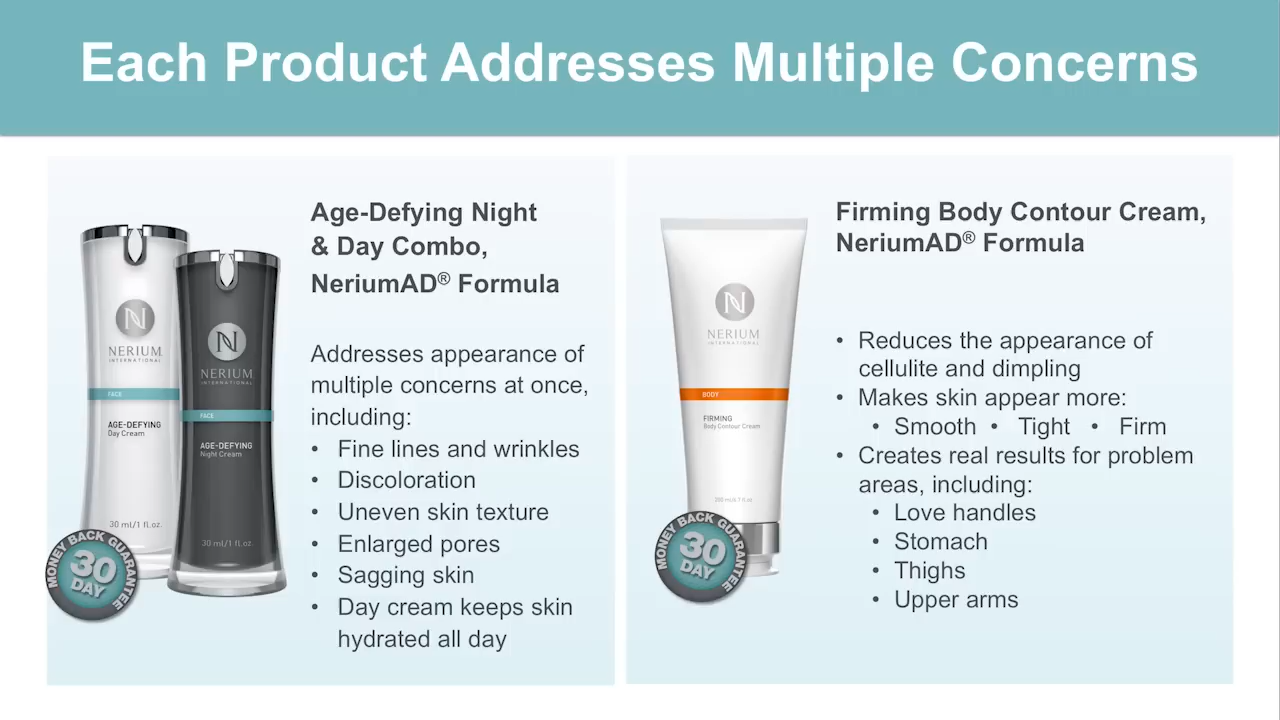 Each Product Addresses Multiple Concerns
Age-Defying Night
& Day Combo,
NeriumAD® Formula
Addresses appearance of
multiple concerns at once,
including:
• Fine lines and wrinkles
• Discoloration
• Uneven skin texture
• Enlarged pores
• Sagging skin
• Day cream keeps skin
hydrated all day
N
NERIUM
INTERNATIONAL
FACE
AGE-DEFYING
Day Cream
30 mL/1 fl.oz.
N
NERIUM
INTERNATIONAL
FACE
AGE-DEFYING
Night Cream
30 mL/1 fl.oz.
MONEY BACK GUARANTEE
30
DAY
Firming Body Contour Cream,
NeriumAD® Formula
• Reduces the appearance of
cellulite and dimpling
• Makes skin appear more:
• Smooth • Tight • Firm
• Creates real results for problem
areas, including:
• Love handles
• Stomach
• Thighs
• Upper arms
N
NERIUM
INTERNATIONAL
BODY
FIRMING
Body Contour Cream
MONEY BACK GUARANTEE
30
DAY